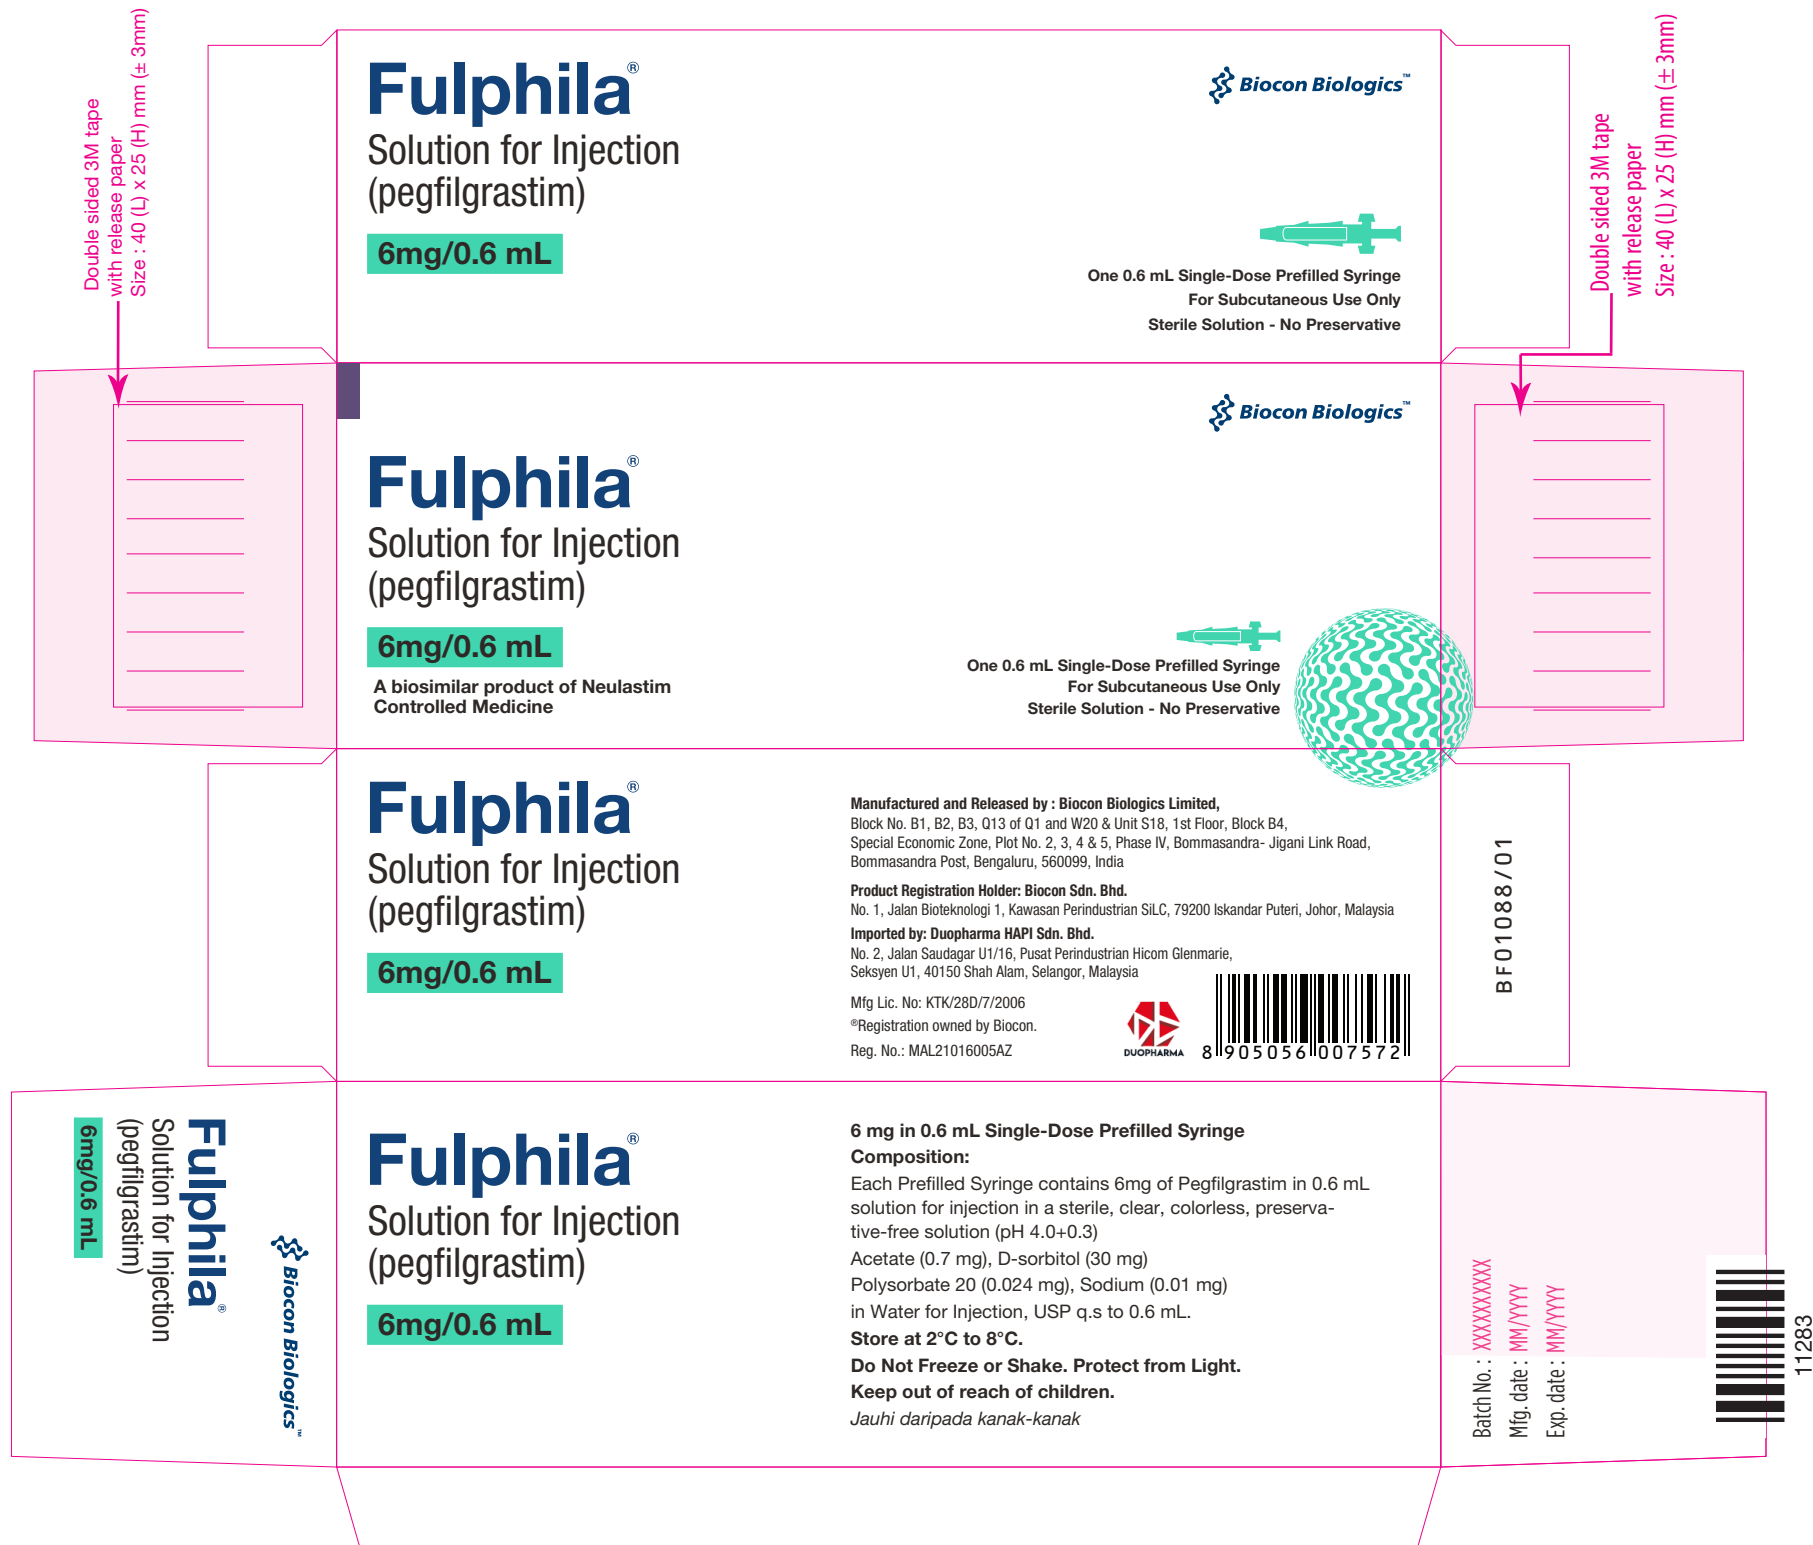 Double sided 3M tape
with release paper
Size : 40 (L) x 25 (H) mm (± 3mm)
Fulphila®
Solution for Injection
(pegfilgrastim)
6mg/0.6 mL
Biocon Biologics™
One 0.6 mL Single-Dose Prefilled Syringe
For Subcutaneous Use Only
Sterile Solution - No Preservative
Double sided 3M tape
with release paper
Size : 40 (L) x 25 (H) mm (± 3mm)
Fulphila®
Solution for Injection
(pegfilgrastim)
6mg/0.6 mL
A biosimilar product of Neulastim
Controlled Medicine
Biocon Biologics™
One 0.6 mL Single-Dose Prefilled Syringe
For Subcutaneous Use Only
Sterile Solution - No Preservative
Fulphila®
Solution for Injection
(pegfilgrastim)
6mg/0.6 mL
Manufactured and Released by : Biocon Biologics Limited,
Block No. B1, B2, B3, Q13 of Q1 and W20 & Unit S18, 1st Floor, Block B4,
Special Economic Zone, Plot No. 2, 3, 4 & 5, Phase IV, Bommasandra- Jigani Link Road,
Bommasandra Post, Bengaluru, 560099, India
Product Registration Holder: Biocon Sdn. Bhd.
No. 1, Jalan Bioteknologi 1, Kawasan Perindustrian SiLC, 79200 Iskandar Puteri, Johor, Malaysia
Imported by: Duopharma HAPI Sdn. Bhd.
No. 2, Jalan Saudagar U1/16, Pusat Perindustrian Hicom Glenmarie,
Seksyen U1, 40150 Shah Alam, Selangor, Malaysia
Mfg Lic. No: KTK/28D/7/2006
®Registration owned by Biocon.
Reg. No.: MAL21016005AZ
DUOPHARMA
8 905056 007572
BF01088/01
Fulphila®
Solution for Injection
(pegfilgrastim)
6mg/0.6 mL
Biocon Biologics™
Fulphila®
Solution for Injection
(pegfilgrastim)
6mg/0.6 mL
6 mg in 0.6 mL Single-Dose Prefilled Syringe
Composition:
Each Prefilled Syringe contains 6mg of Pegfilgrastim in 0.6 mL
solution for injection in a sterile, clear, colorless, preserva-
tive-free solution (pH 4.0+0.3)
Acetate (0.7 mg), D-sorbitol (30 mg)
Polysorbate 20 (0.024 mg), Sodium (0.01 mg)
in Water for Injection, USP q.s to 0.6 mL.
Store at 2°C to 8°C.
Do Not Freeze or Shake. Protect from Light.
Keep out of reach of children.
Jauhi daripada kanak-kanak
Batch No. : XXXXXXXXX
Mfg. date : MM/YYYY
Exp. date : MM/YYYY
11283